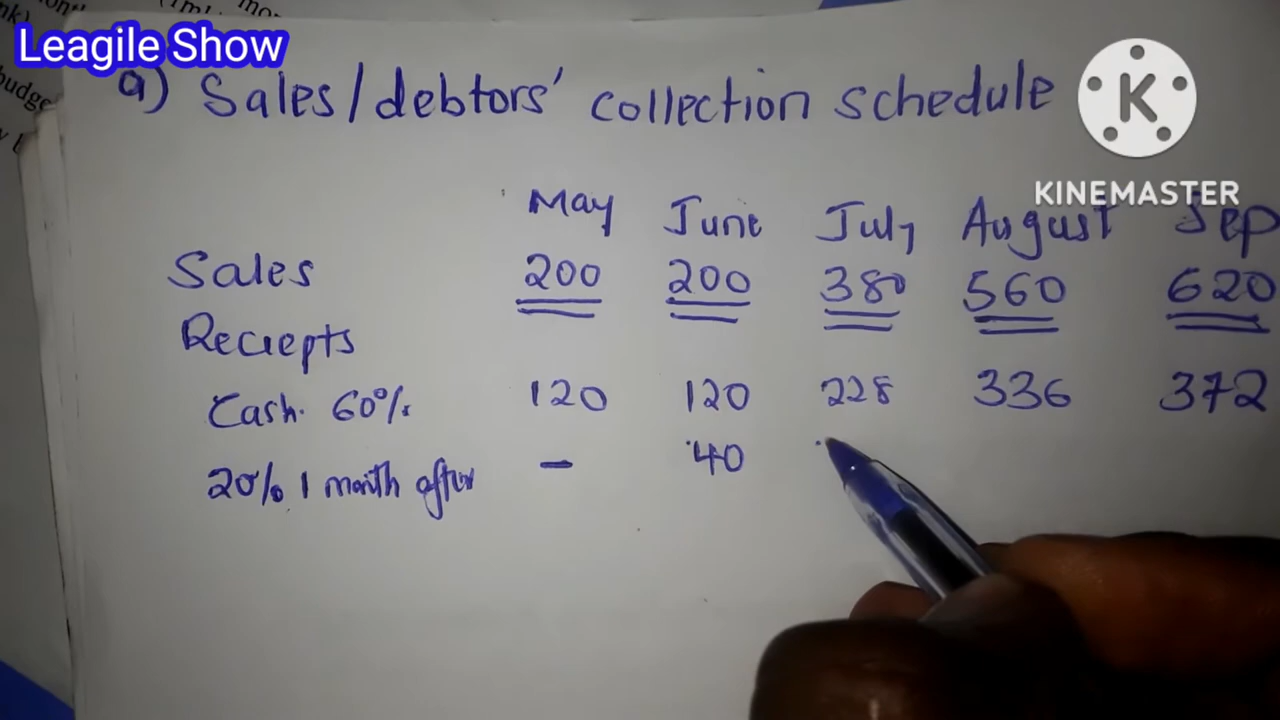 Leagile Show
a) Sales/debtors' collection schedule
K
KINEMASTER
May June July August Sep
Sales 200 200 380 560 620
Reciepts
Cash 60% 120 120 228 336 372
20% 1 month after - 40
budge